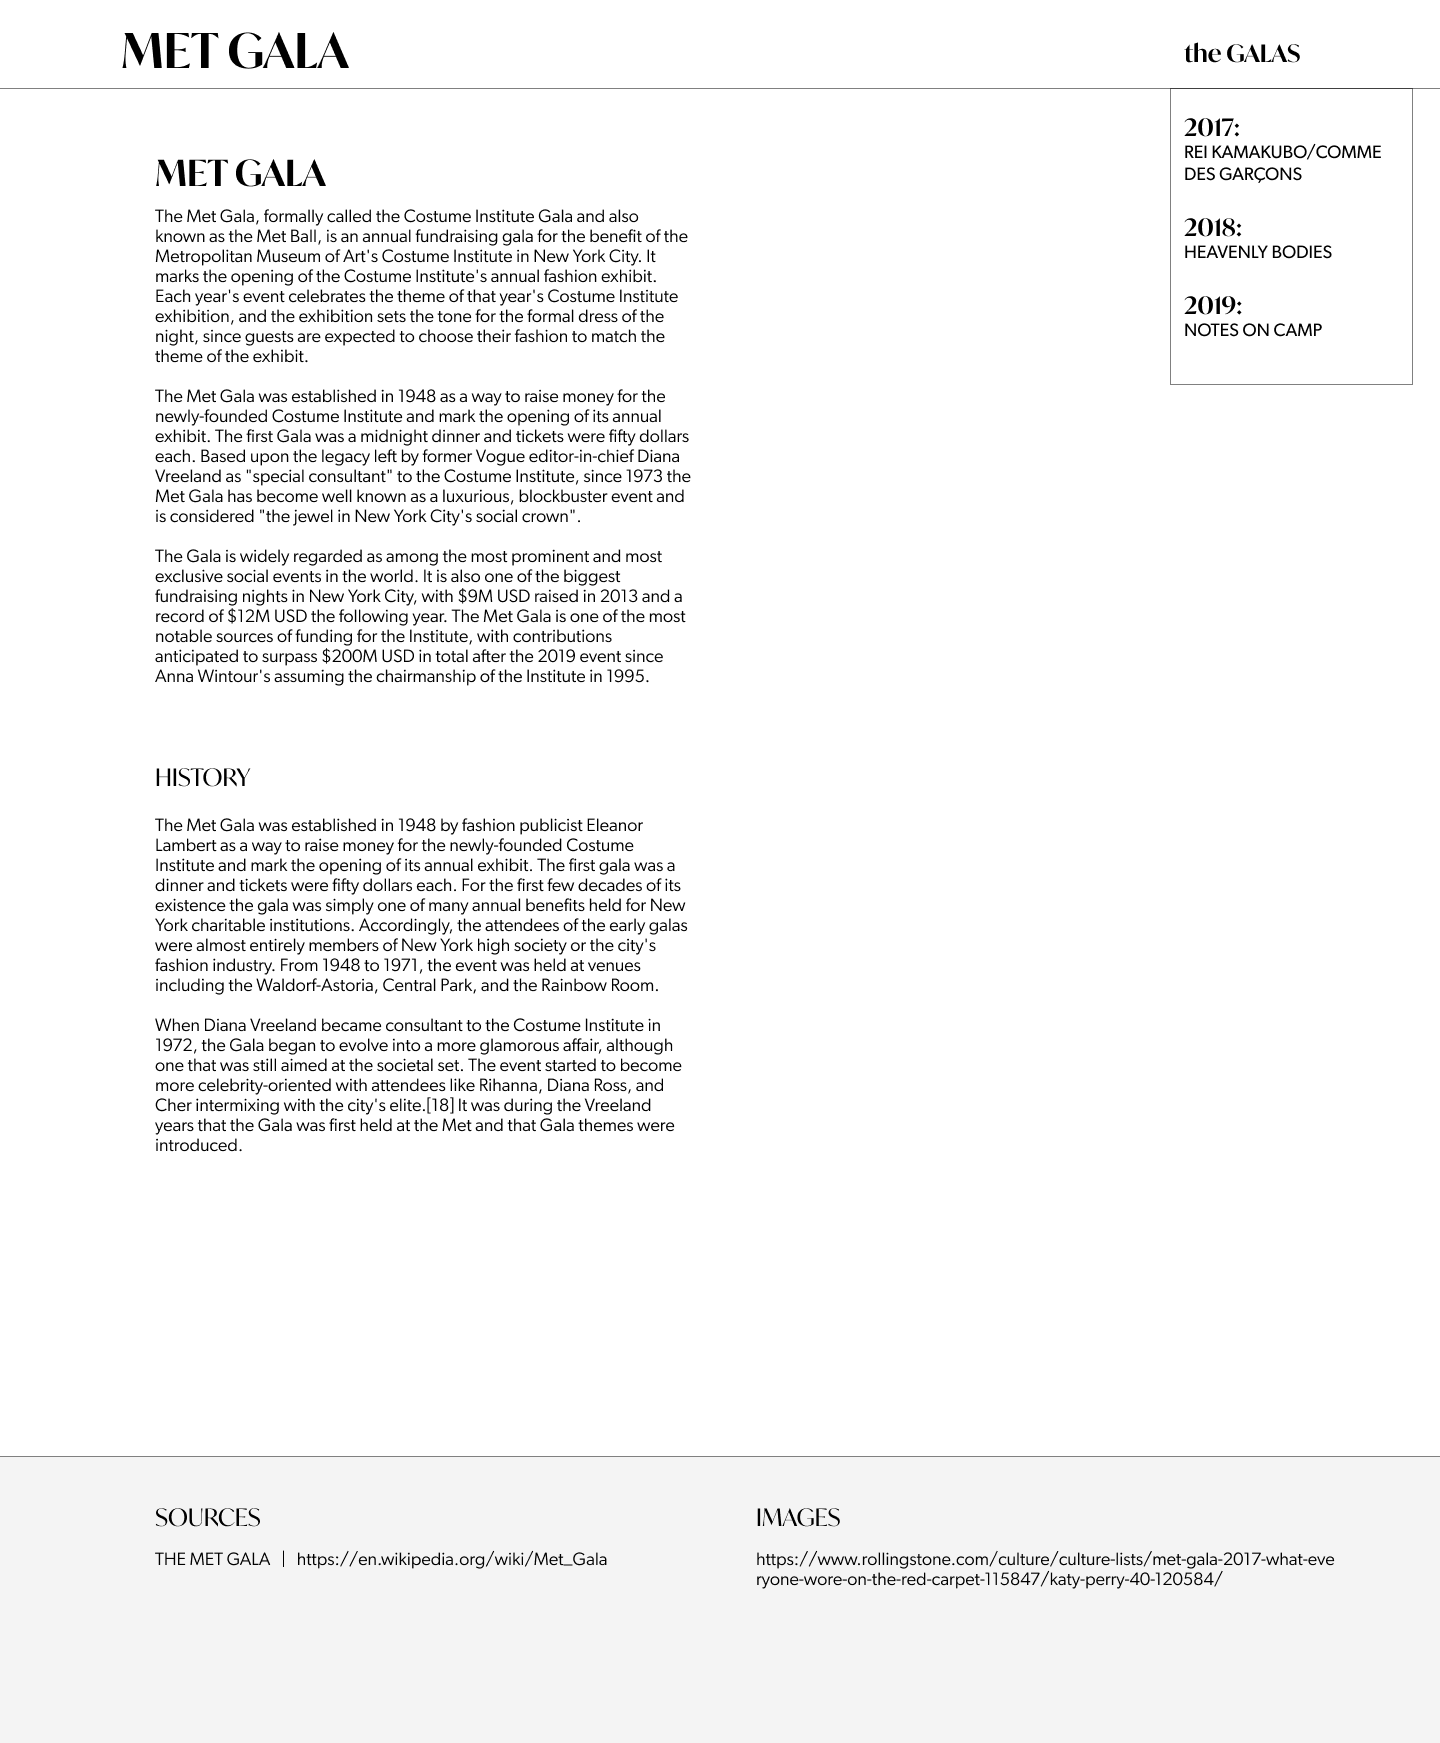 MET GALA
the GALAS
2017:
REI KAMAKUBO/COMME
DES GARÇONS
2018:
HEAVENLY BODIES
2019:
NOTES ON CAMP
MET GALA
The Met Gala, formally called the Costume Institute Gala and also
known as the Met Ball, is an annual fundraising gala for the benefit of the
Metropolitan Museum of Art's Costume Institute in New York City. It
marks the opening of the Costume Institute's annual fashion exhibit.
Each year's event celebrates the theme of that year's Costume Institute
exhibition, and the exhibition sets the tone for the formal dress of the
night, since guests are expected to choose their fashion to match the
theme of the exhibit.
The Met Gala was established in 1948 as a way to raise money for the
newly-founded Costume Institute and mark the opening of its annual
exhibit. The first Gala was a midnight dinner and tickets were fifty dollars
each. Based upon the legacy left by former Vogue editor-in-chief Diana
Vreeland as "special consultant" to the Costume Institute, since 1973 the
Met Gala has become well known as a luxurious, blockbuster event and
is considered "the jewel in New York City's social crown".
The Gala is widely regarded as among the most prominent and most
exclusive social events in the world. It is also one of the biggest
fundraising nights in New York City, with $9M USD raised in 2013 and a
record of $12M USD the following year. The Met Gala is one of the most
notable sources of funding for the Institute, with contributions
anticipated to surpass $200M USD in total after the 2019 event since
Anna Wintour's assuming the chairmanship of the Institute in 1995.
HISTORY
The Met Gala was established in 1948 by fashion publicist Eleanor
Lambert as a way to raise money for the newly-founded Costume
Institute and mark the opening of its annual exhibit. The first gala was a
dinner and tickets were fifty dollars each. For the first few decades of its
existence the gala was simply one of many annual benefits held for New
York charitable institutions. Accordingly, the attendees of the early galas
were almost entirely members of New York high society or the city's
fashion industry. From 1948 to 1971, the event was held at venues
including the Waldorf-Astoria, Central Park, and the Rainbow Room.
When Diana Vreeland became consultant to the Costume Institute in
1972, the Gala began to evolve into a more glamorous affair, although
one that was still aimed at the societal set. The event started to become
more celebrity-oriented with attendees like Rihanna, Diana Ross, and
Cher intermixing with the city's elite.[18] It was during the Vreeland
years that the Gala was first held at the Met and that Gala themes were
introduced.
SOURCES
THE MET GALA | https://en.wikipedia.org/wiki/Met_Gala
IMAGES
https://www.rollingstone.com/culture/culture-lists/met-gala-2017-what-eve
ryone-wore-on-the-red-carpet-115847/katy-perry-40-120584/